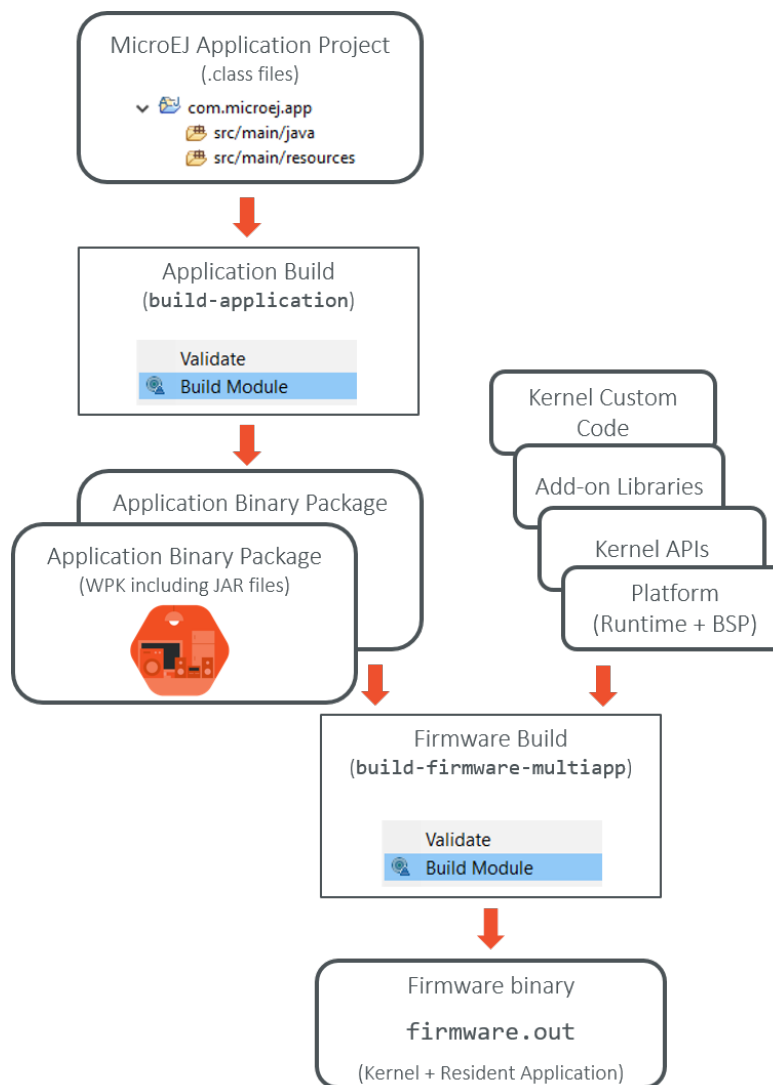 MicroEJ Application Project
(.class files)
com.microej.app
src/main/java
src/main/resources
Application Build
(build-application)
Validate
Build Module
Application Binary Package
Application Binary Package
(WPK including JAR files)
Kernel Custom
Code
Add-on Libraries
Kernel APIs
Platform
(Runtime + BSP)
Firmware Build
(build-firmware-multiapp)
Validate
Build Module
Firmware binary
firmware.out
(Kernel + Resident Application)